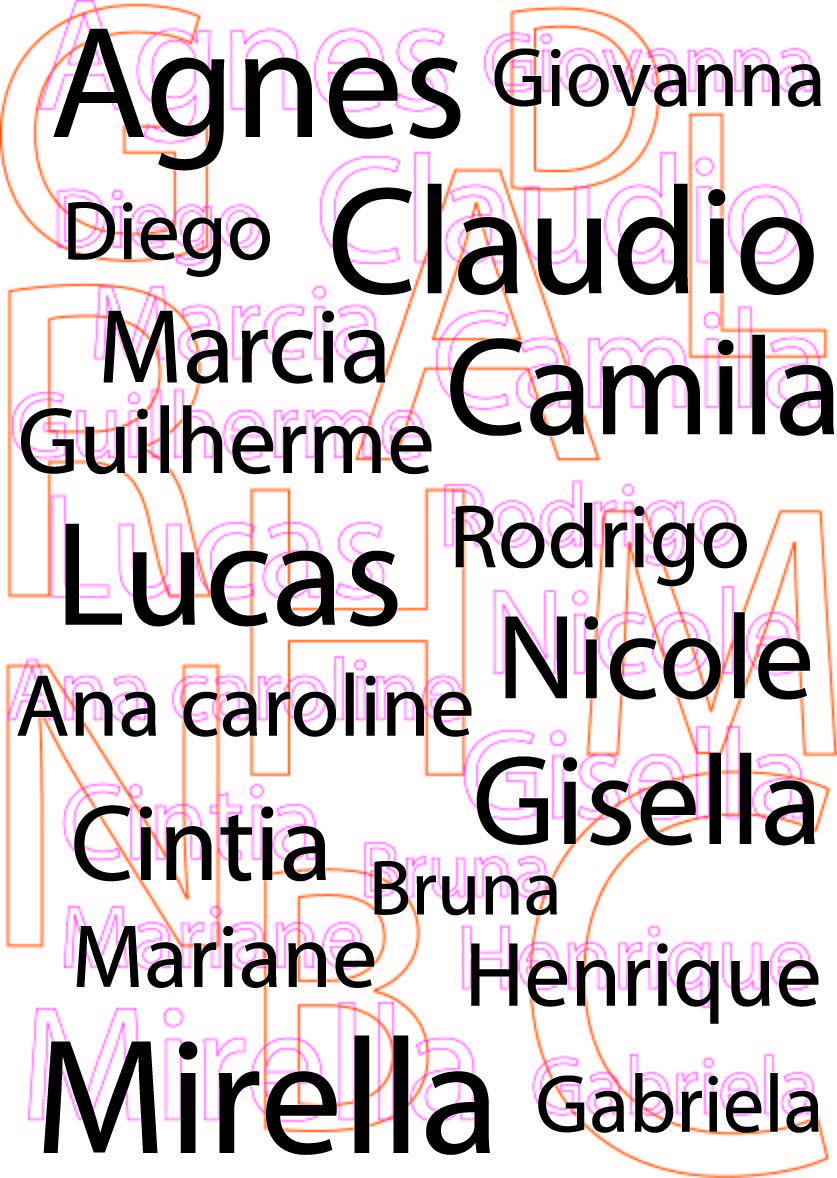 Agnes
Giovanna
Diego
Claudio
Marcia
Camila
Guilherme
Rodrigo
Lucas
Nicole
Ana caroline
Gisella
Cintia
Bruna
Mariane
Henrique
Mirella
Gabriela
G
D
L
A
R
H
M
N
B
C